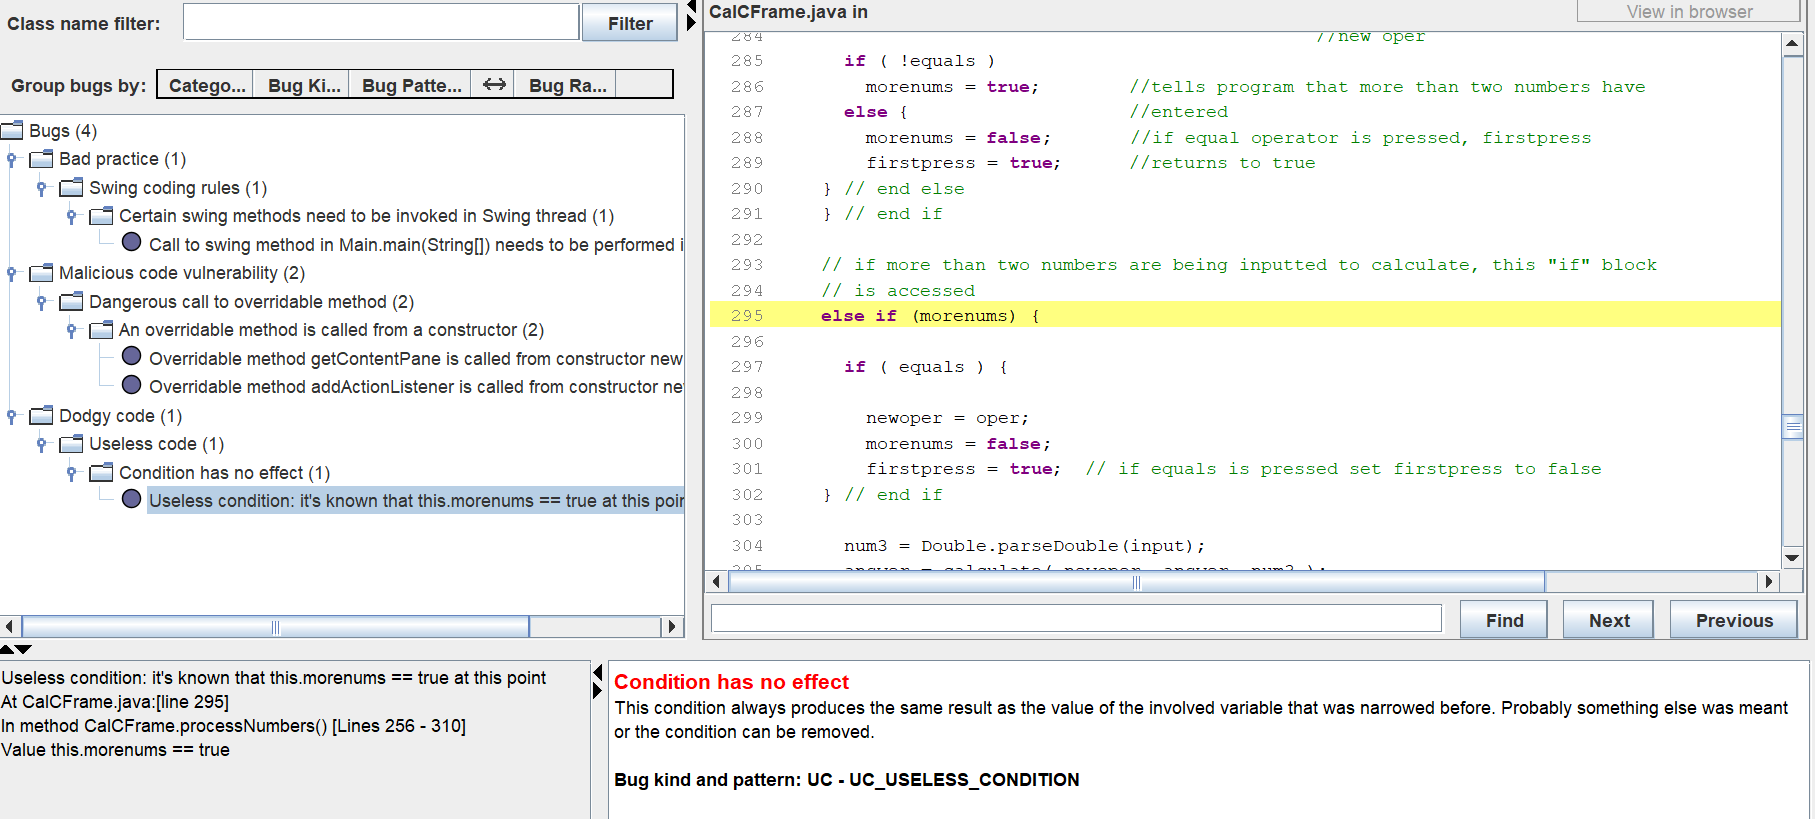 Class name filter:
Filter
Group bugs by:
Catego...
Bug Ki...
Bug Patte...
Bug Ra...
Bugs (4)
Bad practice (1)
Swing coding rules (1)
Certain swing methods need to be invoked in Swing thread (1)
Call to swing method in Main.main(String[]) needs to be performed i
Malicious code vulnerability (2)
Dangerous call to overridable method (2)
An overridable method is called from a constructor (2)
Overridable method getContentPane is called from constructor new
Overridable method addActionListener is called from constructor ne
Dodgy code (1)
Useless code (1)
Condition has no effect (1)
Useless condition: it's known that this.morenums == true at this poin
CalCFrame.java in
View in browser
284 //new oper
285 if ( !equals )
286 morenums = true; //tells program that more than two numbers have
287 else { //entered
288 morenums = false; //if equal operator is pressed, firstpress
289 firstpress = true; //returns to true
290 } // end else
291 } // end if
292
293 // if more than two numbers are being inputted to calculate, this "if" block
294 // is accessed
295 else if (morenums) {
296
297 if ( equals ) {
298
299 newoper = oper;
300 morenums = false;
301 firstpress = true; // if equals is pressed set firstpress to false
302 } // end if
303
304 num3 = Double.parseDouble(input);
305 answer = calculate( newoper, answer, num3 );
Find
Next
Previous
Useless condition: it's known that this.morenums == true at this point
At CalCFrame.java:[line 295]
In method CalCFrame.processNumbers() [Lines 256 - 310]
Value this.morenums == true
Condition has no effect
This condition always produces the same result as the value of the involved variable that was narrowed before. Probably something else was meant
or the condition can be removed.
Bug kind and pattern: UC - UC_USELESS_CONDITION